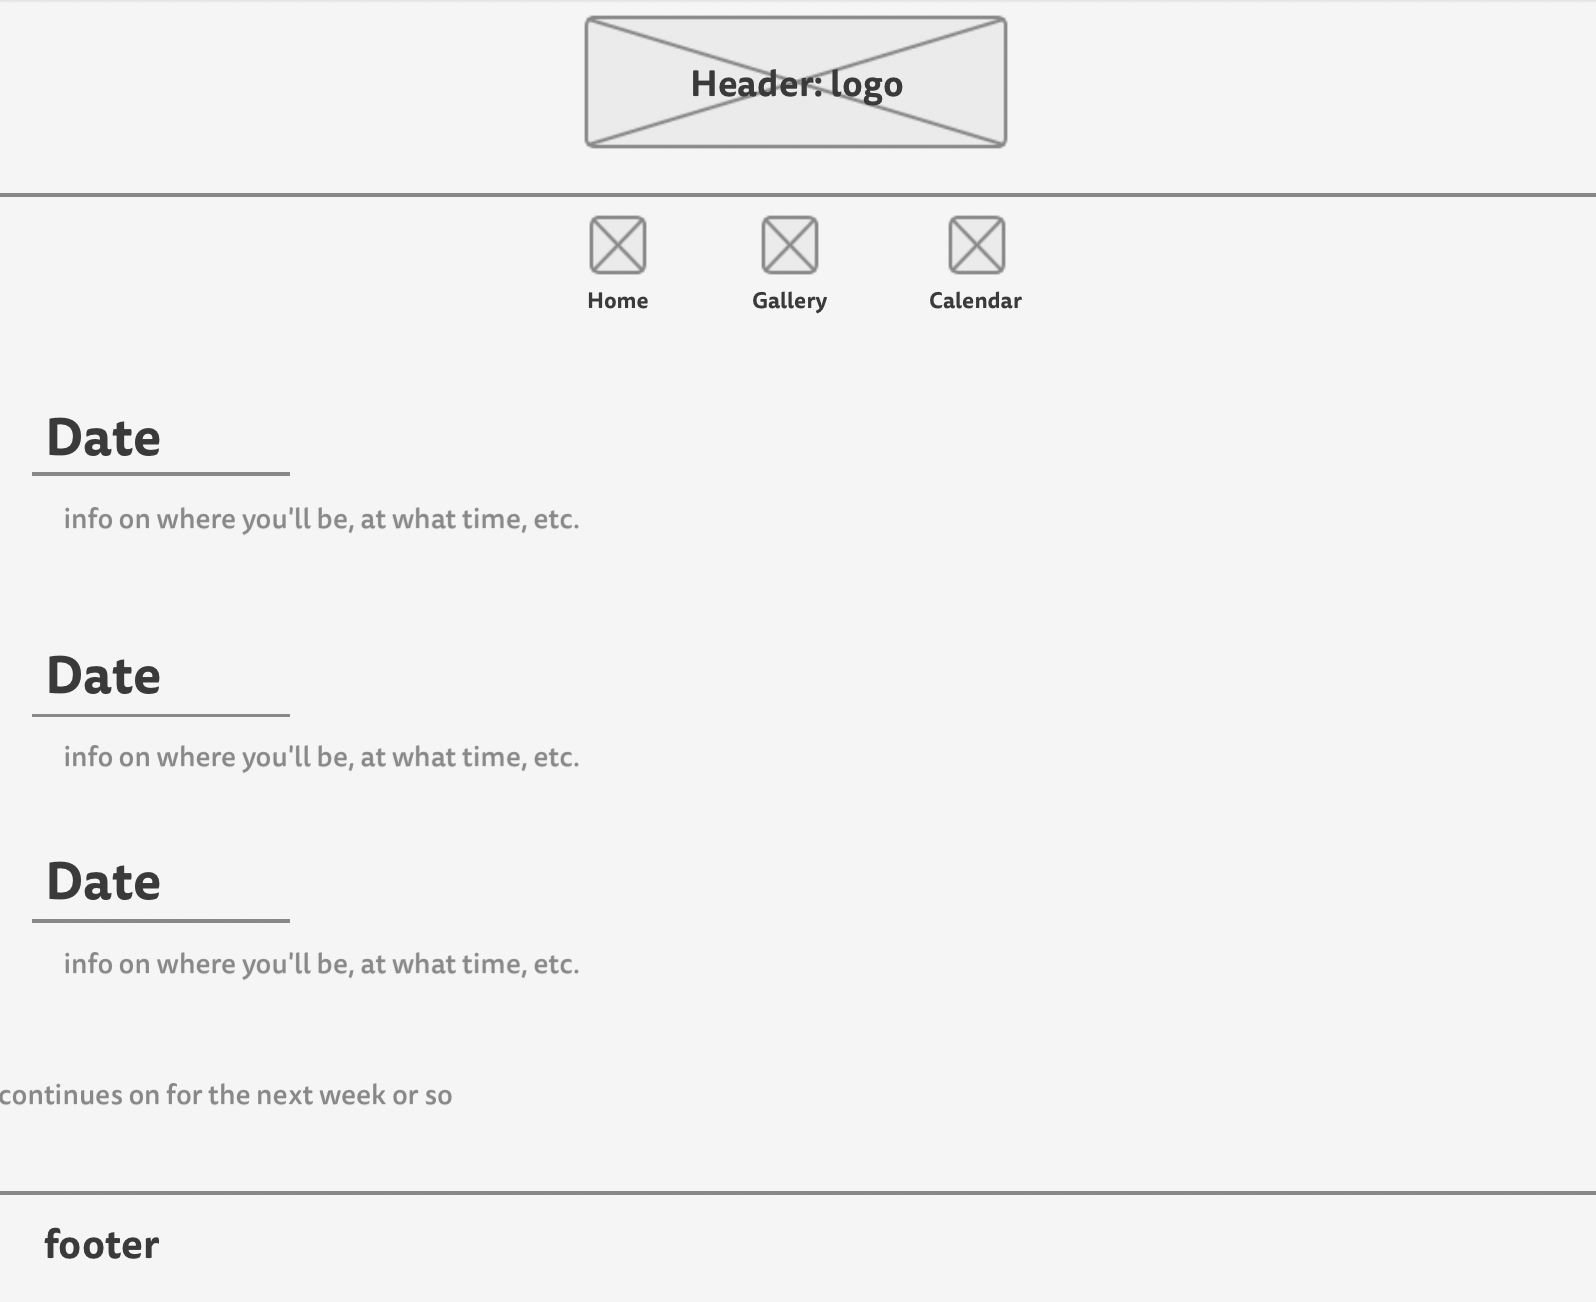 Header: logo
Home Gallery Calendar
Date
info on where you'll be, at what time, etc.
Date
info on where you'll be, at what time, etc.
Date
info on where you'll be, at what time, etc.
continues on for the next week or so
footer